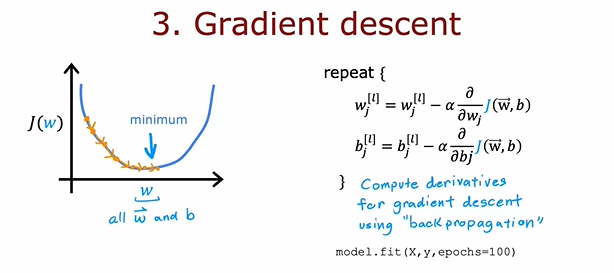 3. Gradient descent
J(w)
minimum
w
all w⃗ and b
repeat {
w_j^[l] = w_j^[l] − α ∂/∂w_j J(w⃗, b)
b_j^[l] = b_j^[l] − α ∂/∂bj J(w⃗, b)
} Compute derivatives
for gradient descent
using "back propagation"
model.fit(X,y,epochs=100)